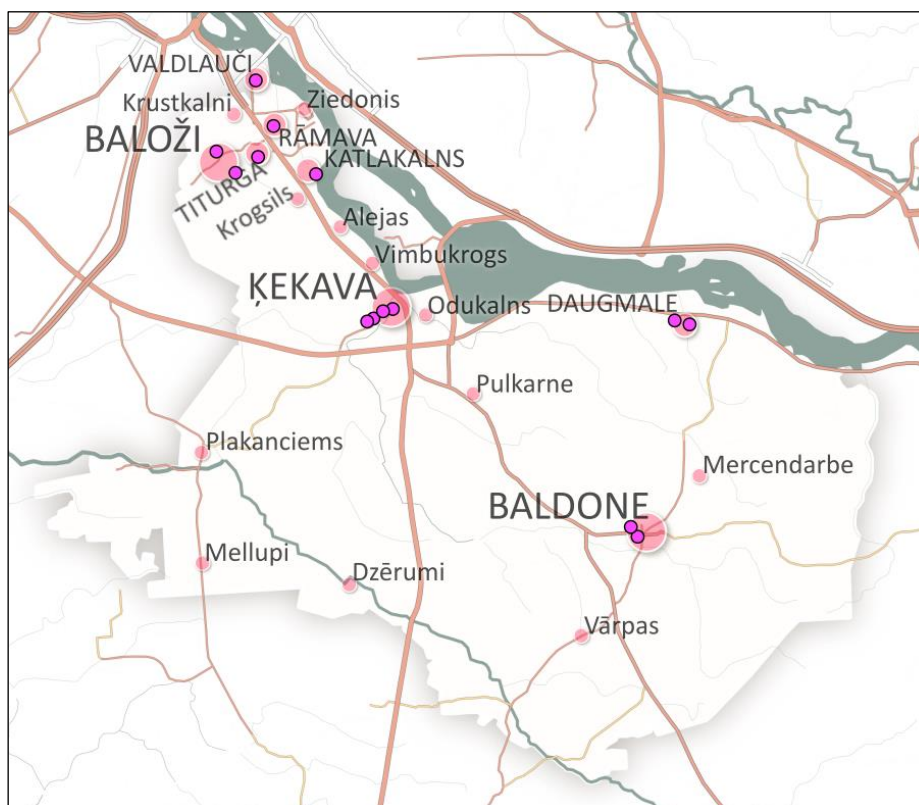 VALDLAUČI
Krustkalni
Ziedonis
BALOŽI
RĀMAVA
KATLAKALNS
TITURGA
Krogsils
Alejas
Vimbukrogs
ĶEKAVA
Odukalns
DAUGMALE
Pulkarne
Plakanciems
Mercendarbe
BALDONE
Mellupi
Dzērumi
Vārpas